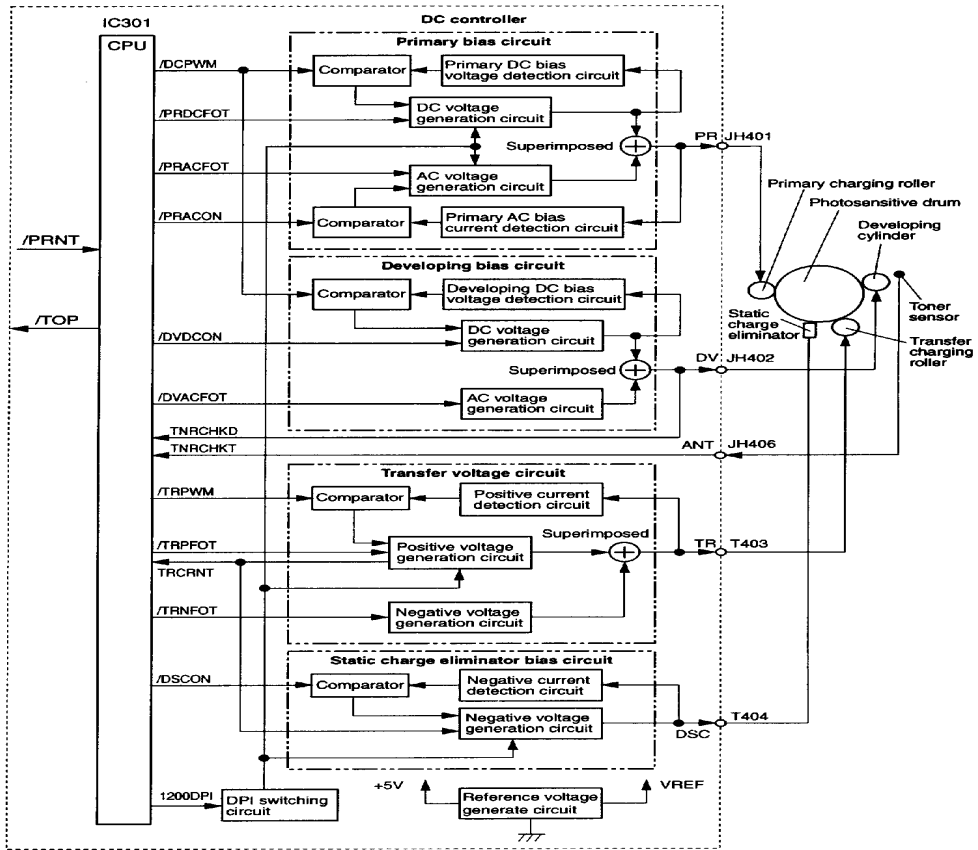 IC301
DC controller
CPU
Primary bias circuit
/DCPWM
Comparator
Primary DC bias
voltage detection circuit
/PRDCFOT
DC voltage
generation circuit
Superimposed
PR JH401
/PRACFOT
AC voltage
generation circuit
/PRACON
Comparator
Primary AC bias
current detection circuit
/PRNT
Primary charging roller
Photosensitive drum
Developing
cylinder
Toner
sensor
Static
charge
eliminator
Transfer
charging
roller
Developing bias circuit
Comparator
Developing DC bias
voltage detection circuit
/TOP
/DVDCON
DC voltage
generation circuit
Superimposed
DV JH402
/DVACFOT
AC voltage
generation circuit
TNRCHKD
TNRCHKT
ANT JH406
Transfer voltage circuit
/TRPWM
Comparator
Positive current
detection circuit
Superimposed
/TRPFOT
Positive voltage
generation circuit
TR T403
TRCRNT
/TRNFOT
Negative voltage
generation circuit
Static charge eliminator bias circuit
/DSCON
Comparator
Negative current
detection circuit
Negative voltage
generation circuit
T404
DSC
+5V
VREF
1200DPI
DPI switching
circuit
Reference voltage
generate circuit